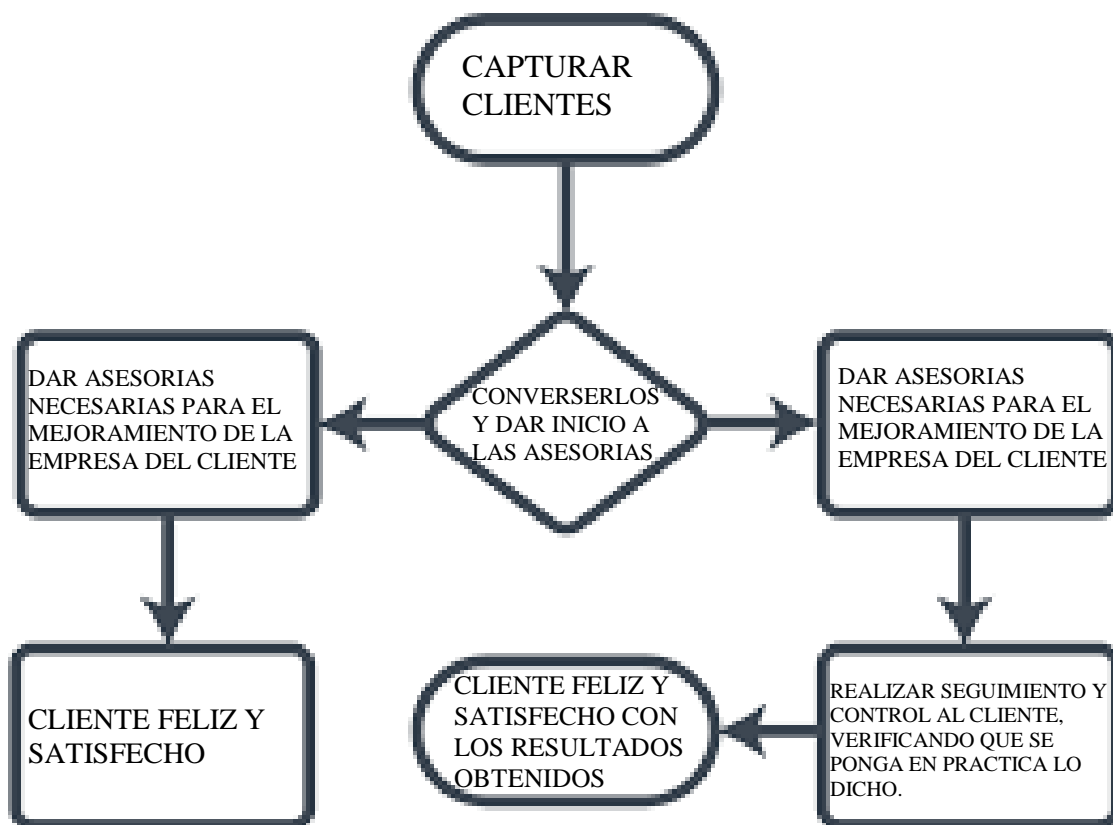 CAPTURAR
CLIENTES
CONVERSERLOS
Y DAR INICIO A
LAS ASESORIAS
DAR ASESORIAS
NECESARIAS PARA EL
MEJORAMIENTO DE LA
EMPRESA DEL CLIENTE
DAR ASESORIAS
NECESARIAS PARA EL
MEJORAMIENTO DE LA
EMPRESA DEL CLIENTE
CLIENTE FELIZ Y
SATISFECHO
CLIENTE FELIZ Y
SATISFECHO CON
LOS RESULTADOS
OBTENIDOS
REALIZAR SEGUIMIENTO Y
CONTROL AL CLIENTE,
VERIFICANDO QUE SE
PONGA EN PRACTICA LO
DICHO.